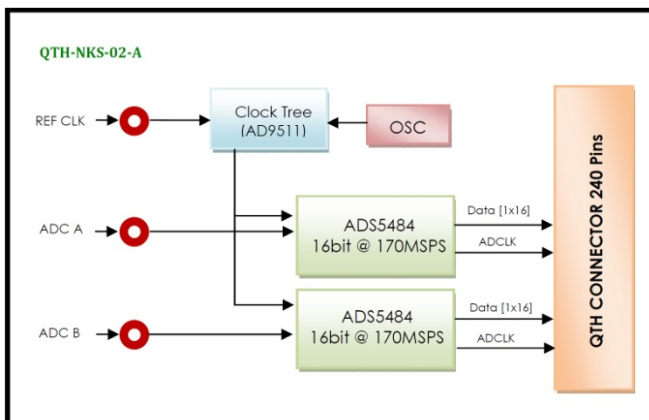 QTH-NKS-02-A
REF CLK
Clock Tree
(AD9511)
OSC
ADC A
ADS5484
16bit @ 170MSPS
Data [1x16]
ADCLK
ADC B
ADS5484
16bit @ 170MSPS
Data [1x16]
ADCLK
QTH CONNECTOR 240 Pins